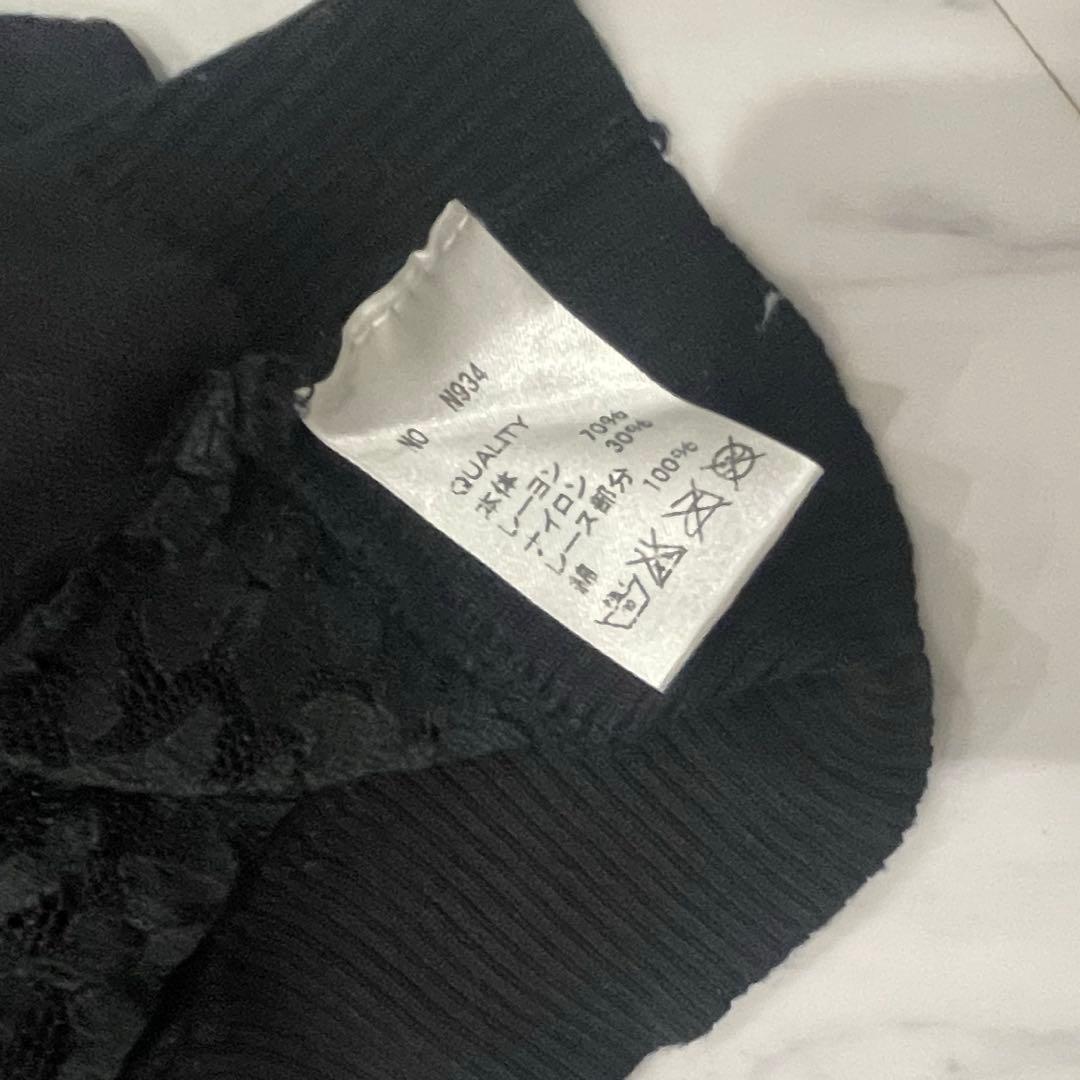 NO N934
QUALITY
本体
レーヨン 70%
ナイロン 30%
レース部分
綿 100%